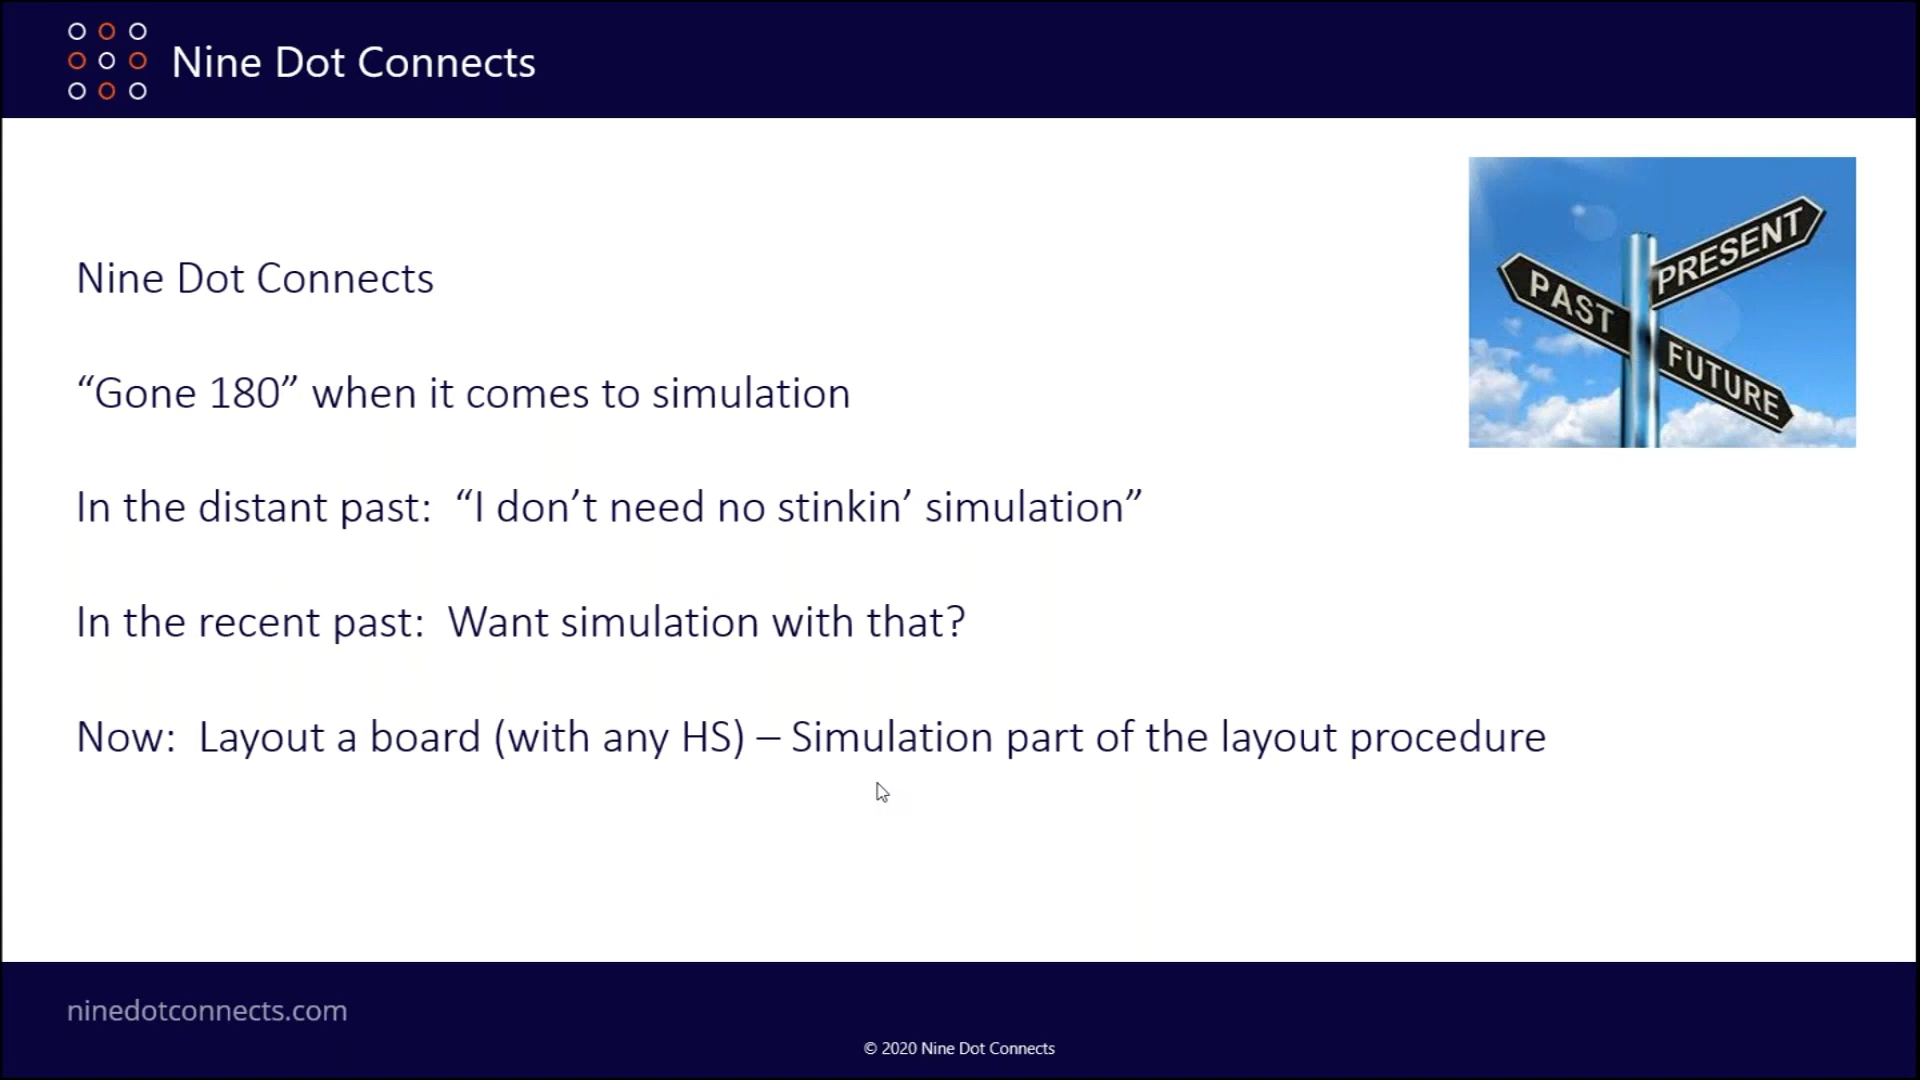 Nine Dot Connects
PAST
PRESENT
FUTURE
Nine Dot Connects
“Gone 180” when it comes to simulation
In the distant past:  “I don’t need no stinkin’ simulation”
In the recent past:  Want simulation with that?
Now:  Layout a board (with any HS) – Simulation part of the layout procedure
ninedotconnects.com
© 2020 Nine Dot Connects